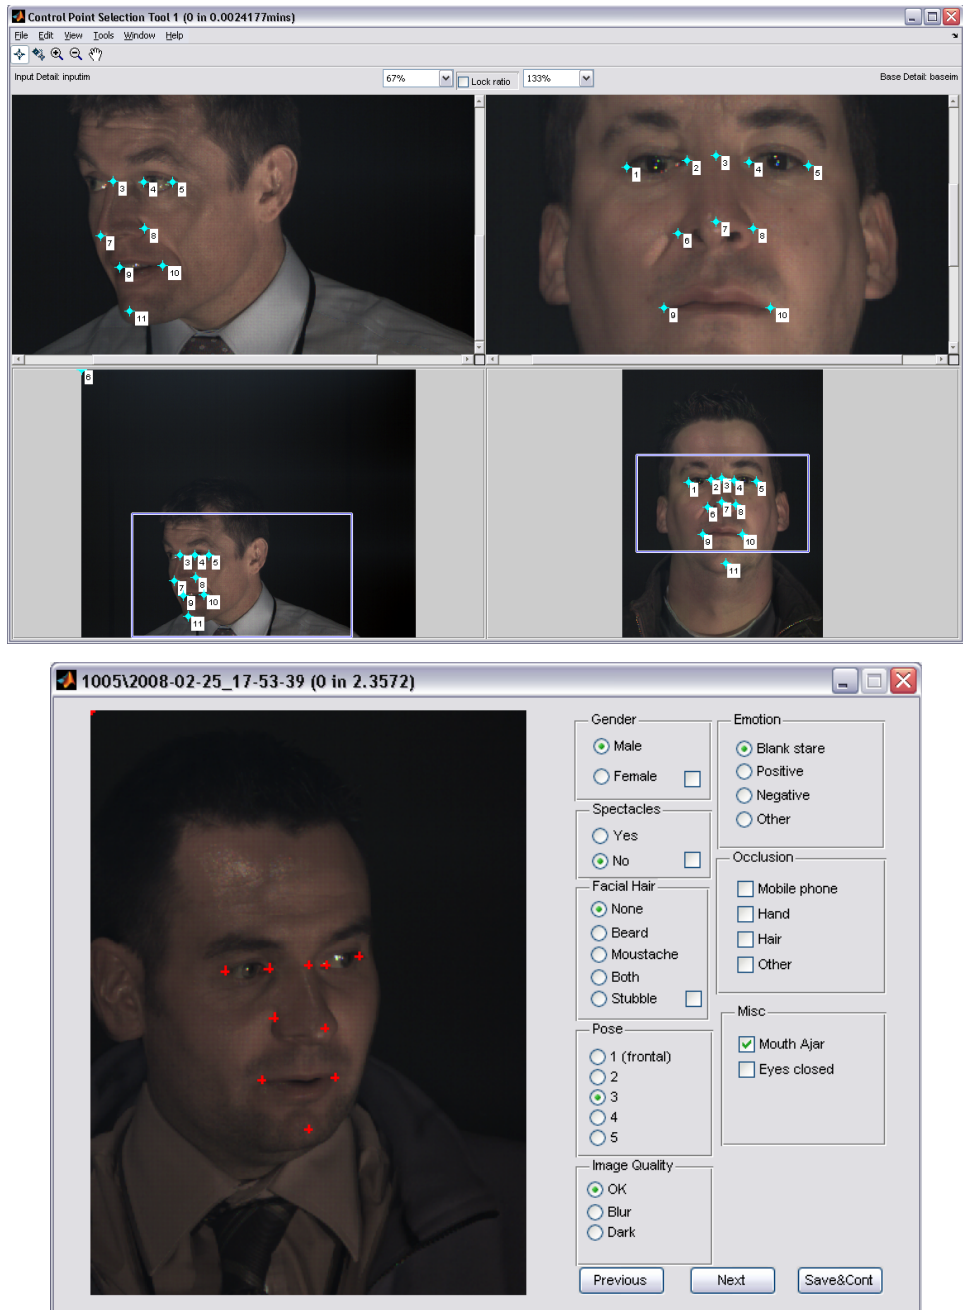 Control Point Selection Tool 1 (0 in 0.0024177mins)
File Edit View Tools Window Help
Input Detail: inputim
67%
Lock ratio
133%
Base Detail: baseim
3 4 5
7 8
9 10
11
1 2 3 4 5
6 7 8
9 10
6
3 4 5
7 8
9 10
11
1 2 3 4 5
6 7 8
9 10
11
1005\2008-02-25_17-53-39 (0 in 2.3572)
Gender
Male
Female
Spectacles
Yes
No
Facial Hair
None
Beard
Moustache
Both
Stubble
Pose
1 (frontal)
2
3
4
5
Image Quality
OK
Blur
Dark
Emotion
Blank stare
Positive
Negative
Other
Occlusion
Mobile phone
Hand
Hair
Other
Misc
Mouth Ajar
Eyes closed
Previous
Next
Save&Cont